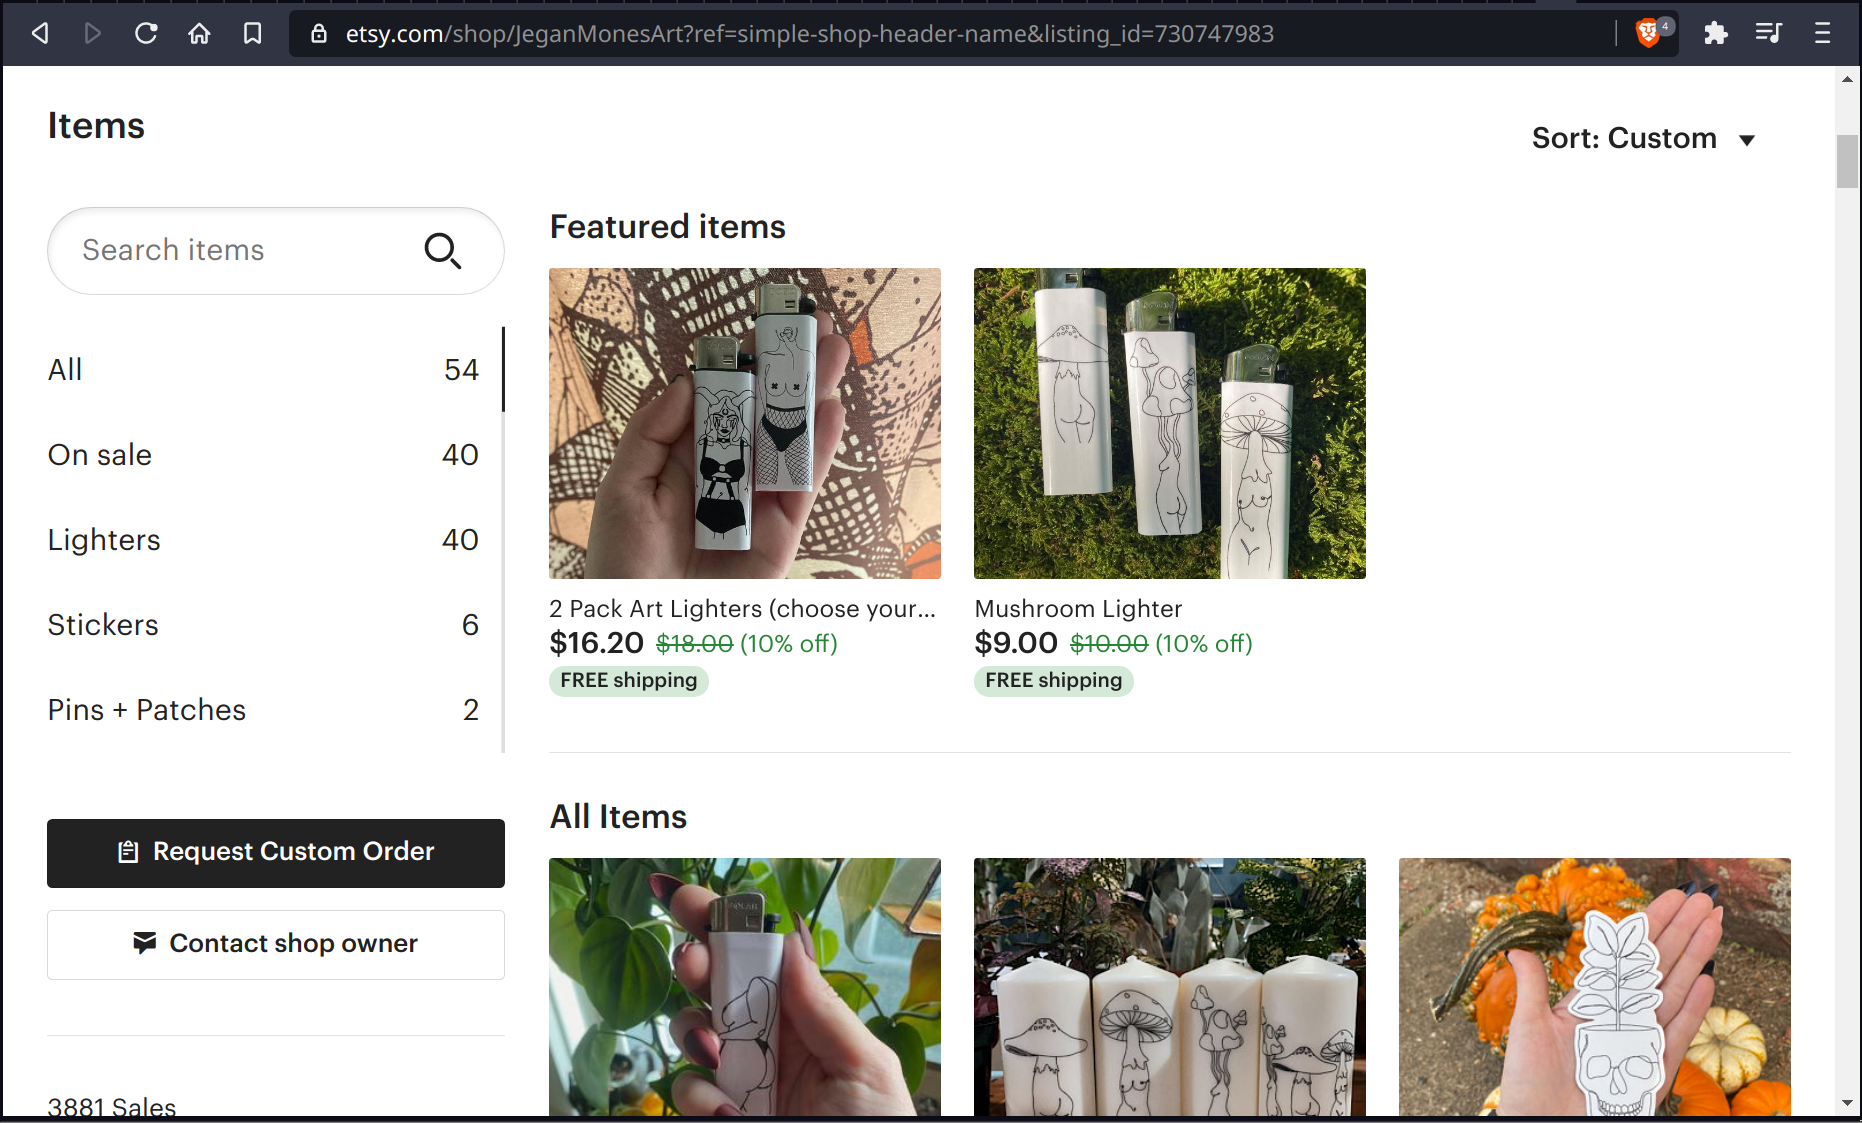 etsy.com/shop/JeganMonesArt?ref=simple-shop-header-name&listing_id=730747983
4
Items
Sort: Custom
Search items
Featured items
All 54
On sale 40
Lighters 40
Stickers 6
Pins + Patches 2
2 Pack Art Lighters (choose your...
$16.20 $18.00 (10% off)
FREE shipping
Mushroom Lighter
$9.00 $10.00 (10% off)
FREE shipping
All Items
Request Custom Order
Contact shop owner
3881 Sales